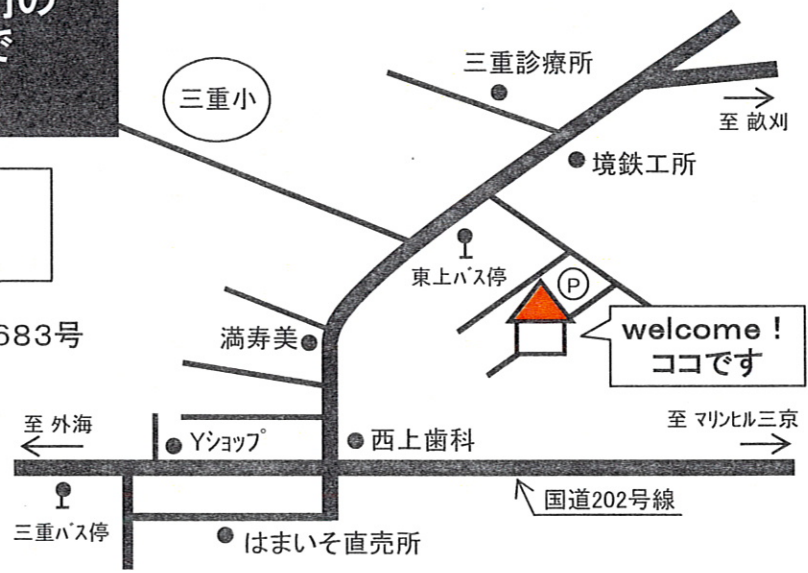 町の
で
三重小
三重診療所
至 畝刈
境鉄工所
東上バス停
P
683号
満寿美
welcome！
ココです
至 外海
Yショップ
西上歯科
至 マリンヒル三京
国道202号線
三重バス停
はまいそ直売所